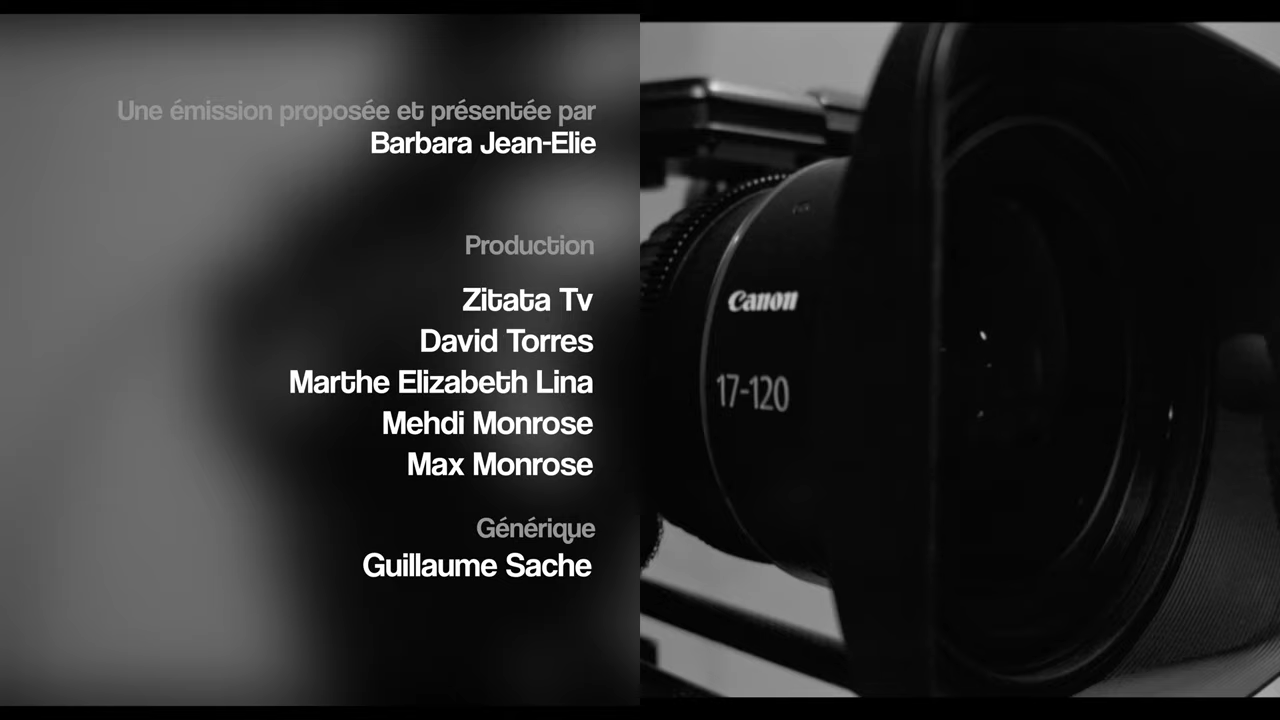 Une émission proposée et présentée par
Barbara Jean-Elie
Production
Zitata Tv
David Torres
Marthe Elizabeth Lina
Mehdi Monrose
Max Monrose
Générique
Guillaume Sache
Canon
17-120